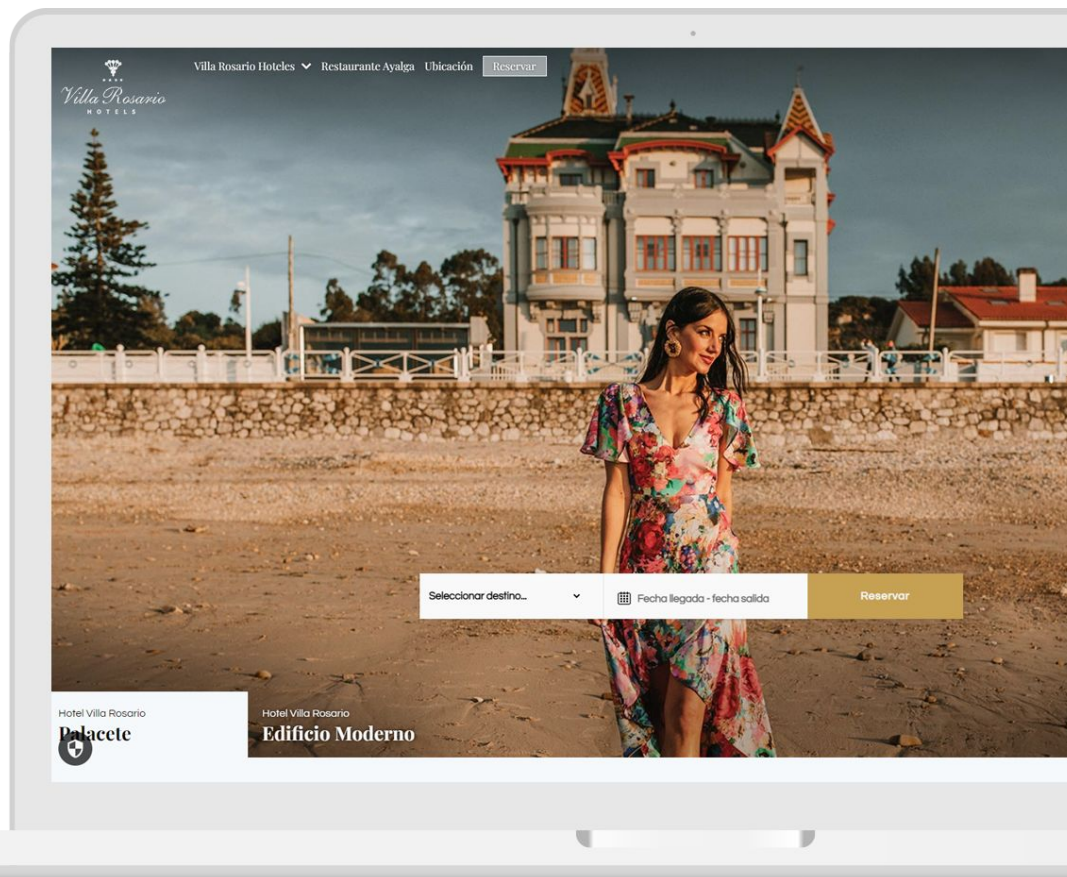 Villa Rosario
HOTELS
Villa Rosario Hoteles
Restaurante Ayalga
Ubicación
Reservar
Seleccionar destino...
Fecha llegada - fecha salida
Reservar
Hotel Villa Rosario
Palacete
Hotel Villa Rosario
Edificio Moderno